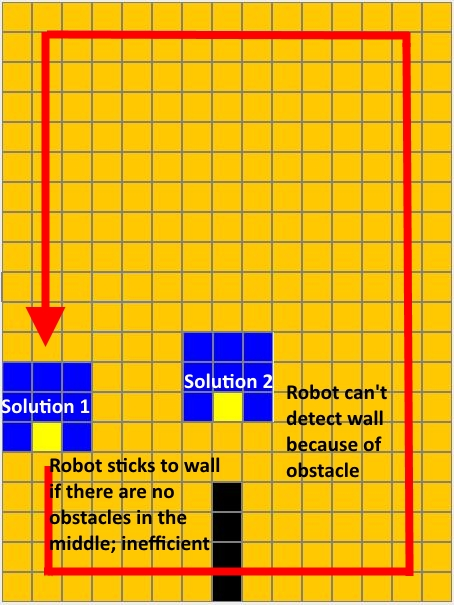 Solution 1
Solution 2
Robot can't
detect wall
because of
obstacle
Robot sticks to wall
if there are no
obstacles in the
middle; inefficient